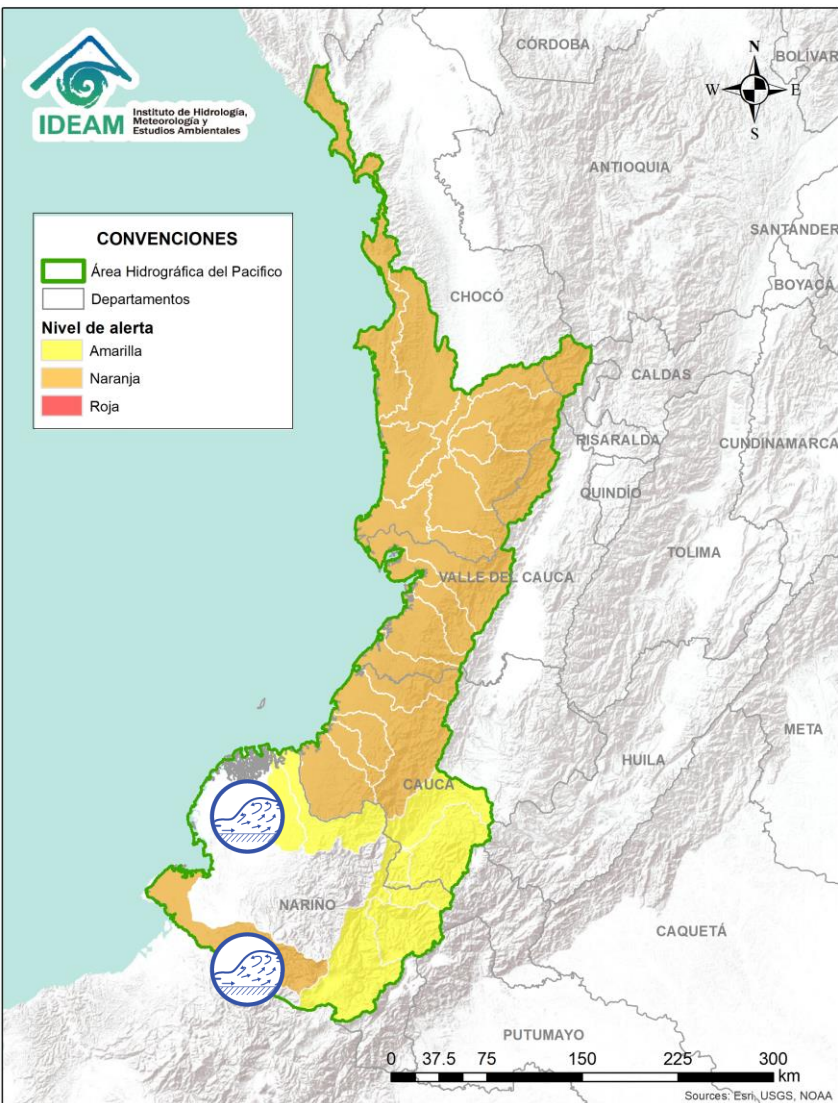 IDEAM
Instituto de Hidrología,
Meteorología y
Estudios Ambientales
CONVENCIONES
Área Hidrográfica del Pacifico
Departamentos
Nivel de alerta
Amarilla
Naranja
Roja
N
W
E
S
CÓRDOBA
BOLÍVAR
ANTIOQUIA
SANTANDER
BOYACÁ
CHOCÓ
CALDAS
RISARALDA
CUNDINAMARCA
QUINDÍO
TOLIMA
VALLE DEL CAUCA
META
HUILA
CAUCA
NARIÑO
CAQUETÁ
PUTUMAYO
0 37.5 75 150 225 300
km
Sources: Esri, USGS, NOAA